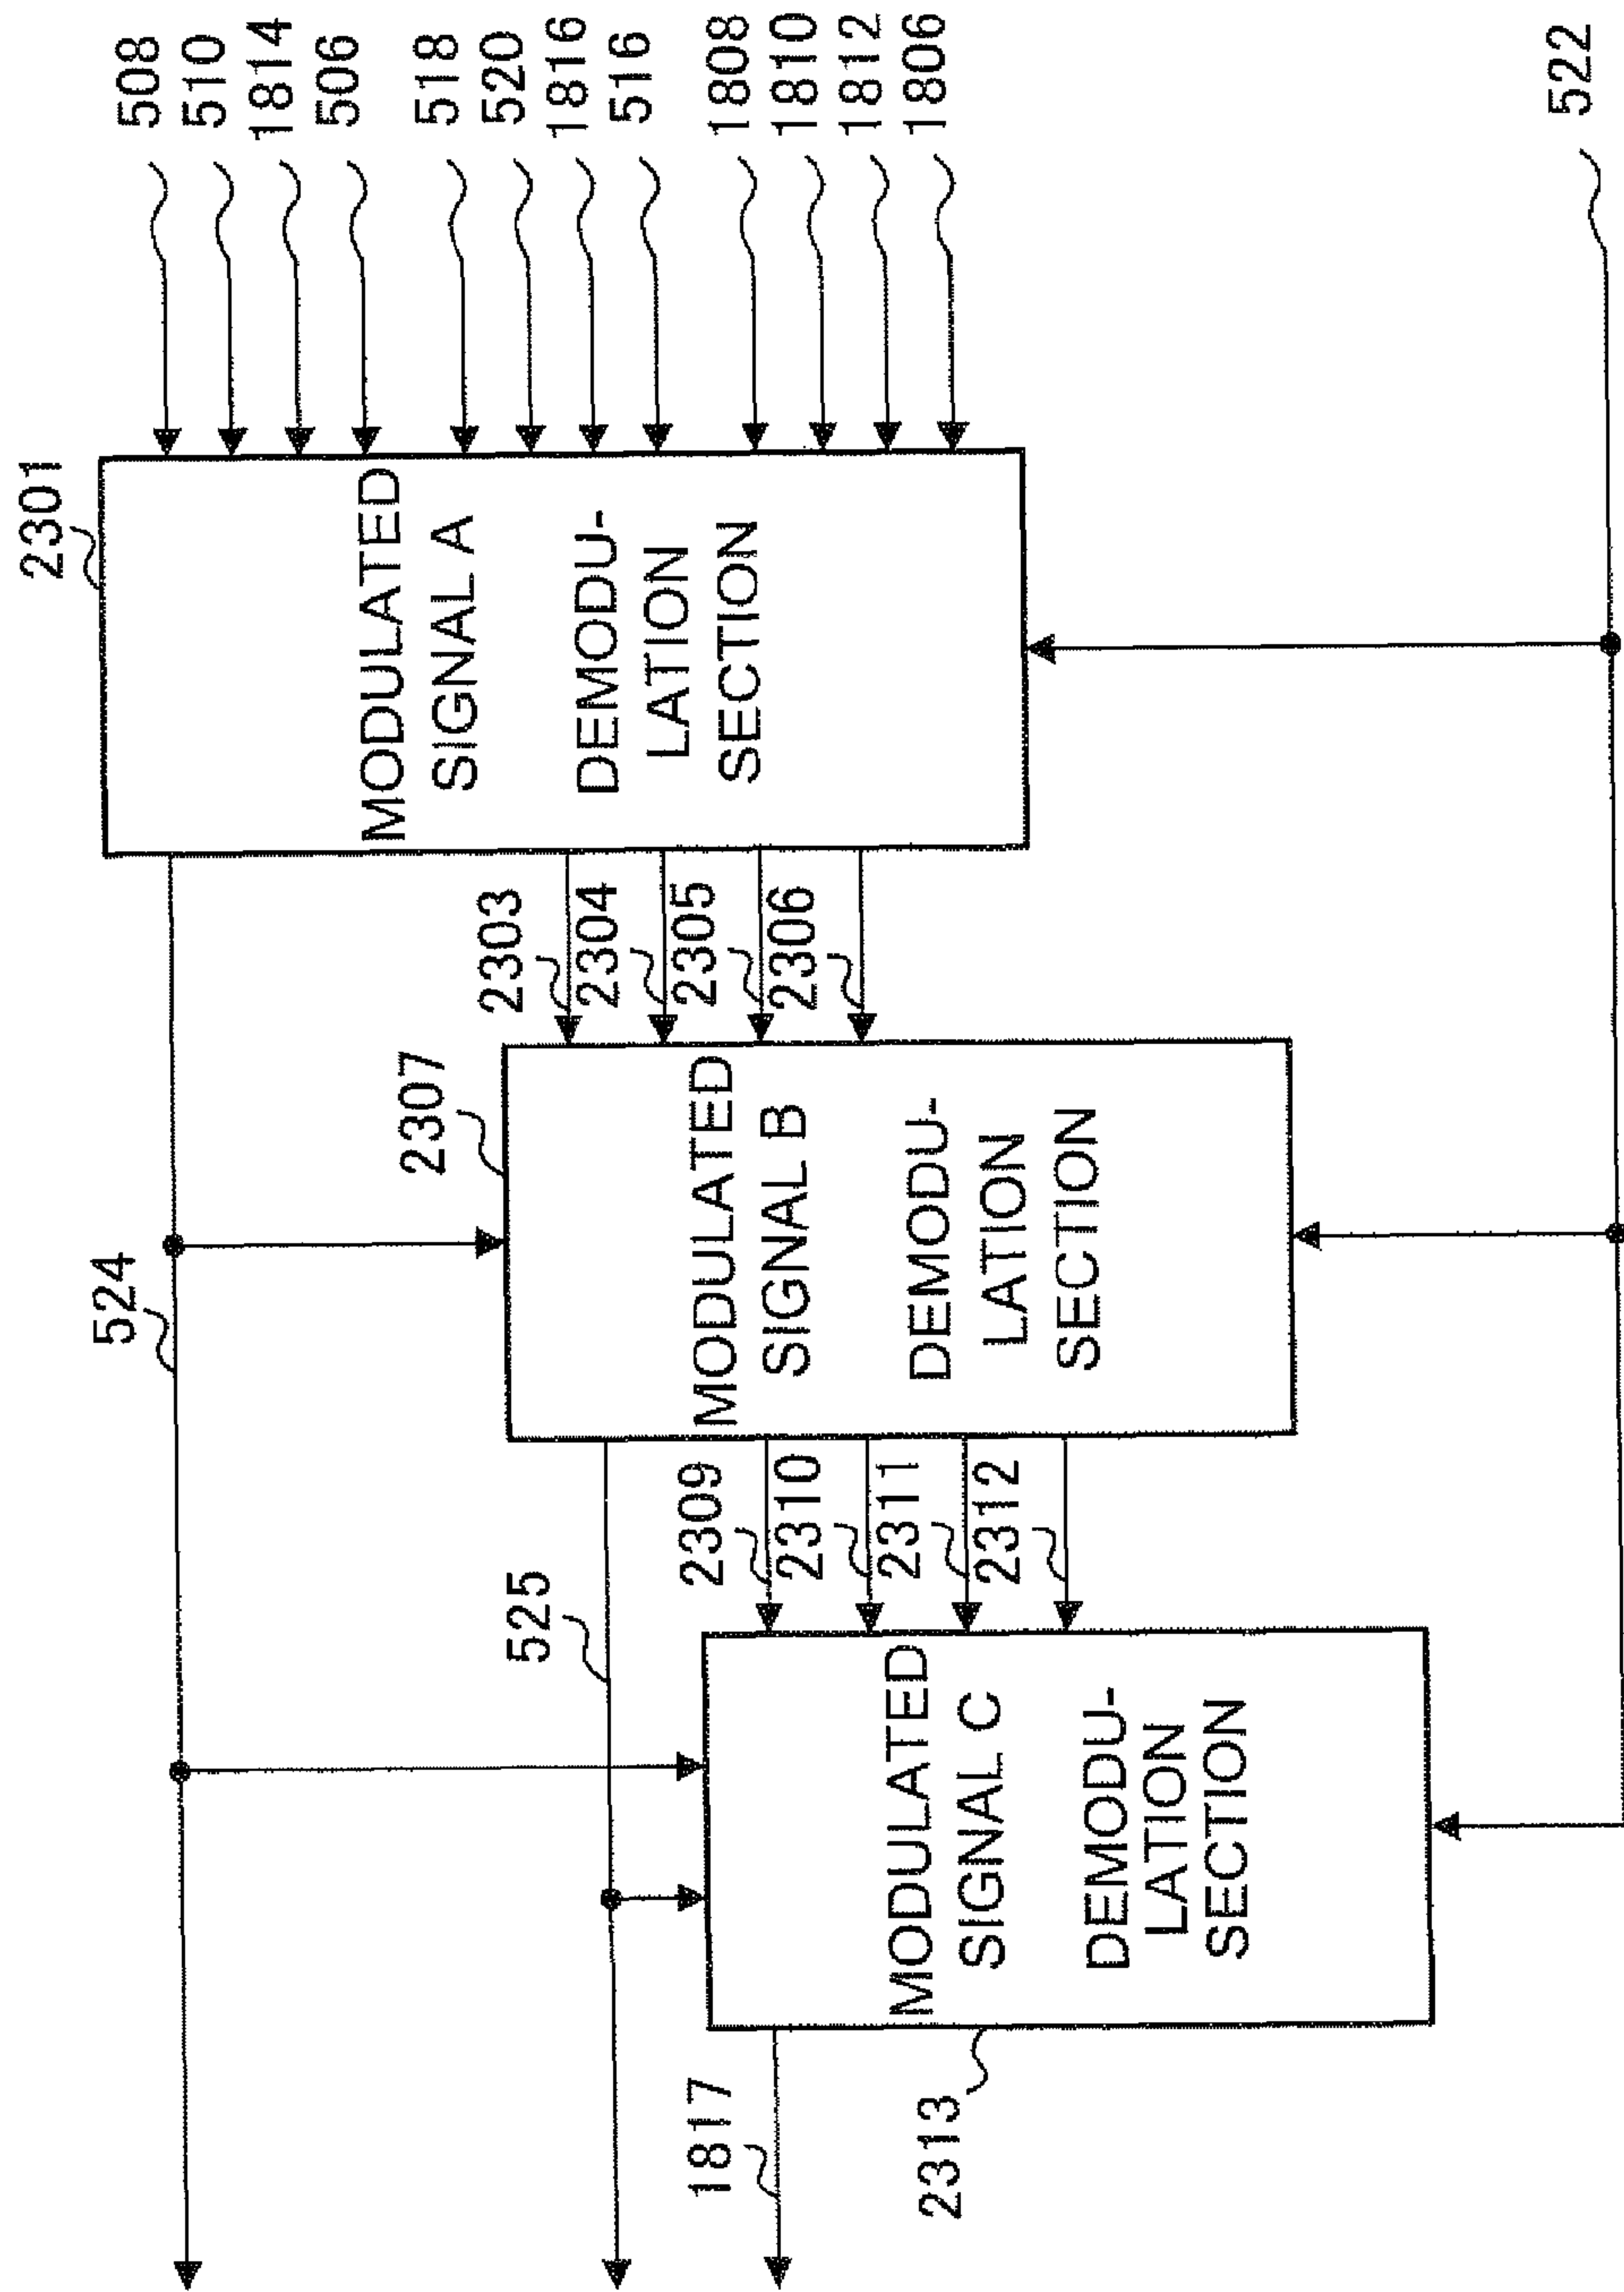 508
510
1814
506
518
520
1816
516
1808
1810
1812
1806
522
2301
MODULATED
SIGNAL A
DEMODU-
LATION
SECTION
2303
2304
2305
2306
2307
MODULATED
SIGNAL B
DEMODU-
LATION
SECTION
524
2309
2310
2311
2312
525
MODULATED
SIGNAL C
DEMODU-
LATION
SECTION
1817
2313